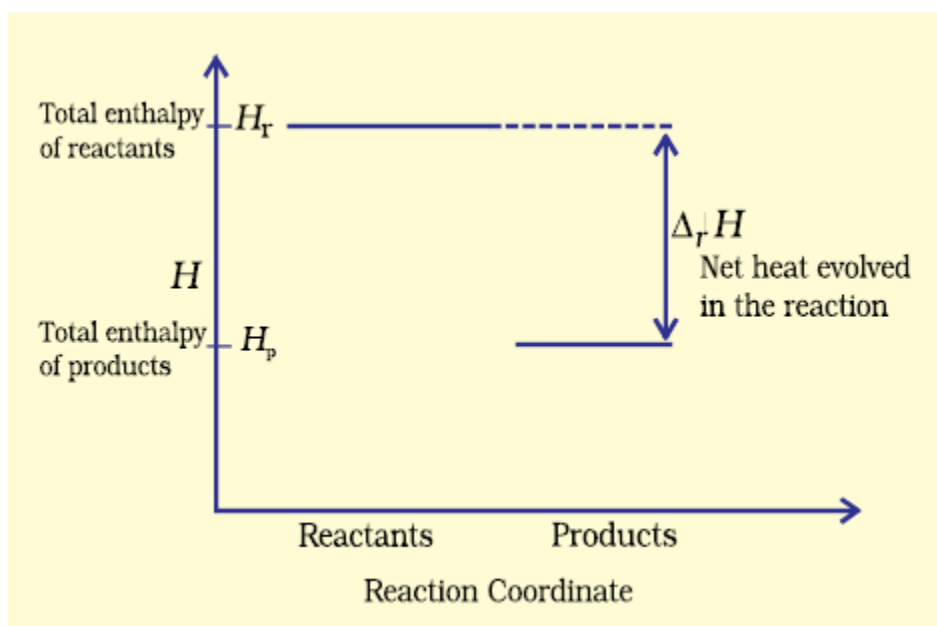 Total enthalpy
of reactants
Hr
H
Total enthalpy
of products
Hp
ΔrH
Net heat evolved
in the reaction
Reactants
Products
Reaction Coordinate